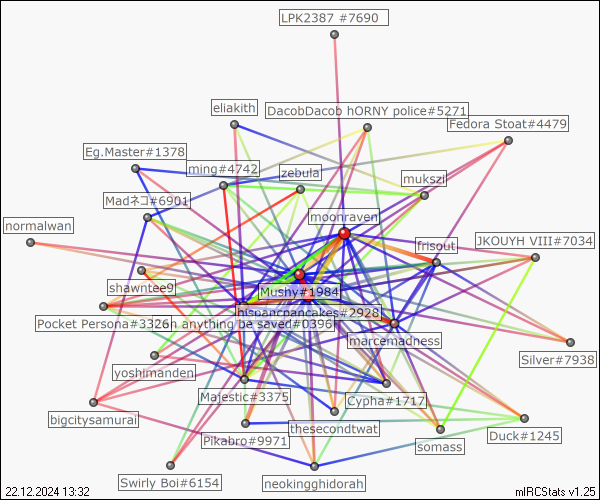 LPK2387 #7690
eliakith
DacobDacob hORNY police#5271
Fedora Stoat#4479
Eg.Master#1378
ming#4742
zebula
mukszi
Madネコ#6901
moonraven
normalwan
frisout
JKOUYH VIII#7034
shawntee9
Mushy#1984
hispanicpancakes#2928
Pocket Persona#3326
can anything be saved#0396
marcemadness
Silver#7938
yoshimanden
Majestic#3375
Cypha#1717
bigcitysamurai
thesecondtwat
Pikabro#9971
somass
Duck#1245
Swirly Boi#6154
neokingghidorah
22.12.2024 13:32
mIRCStats v1.25